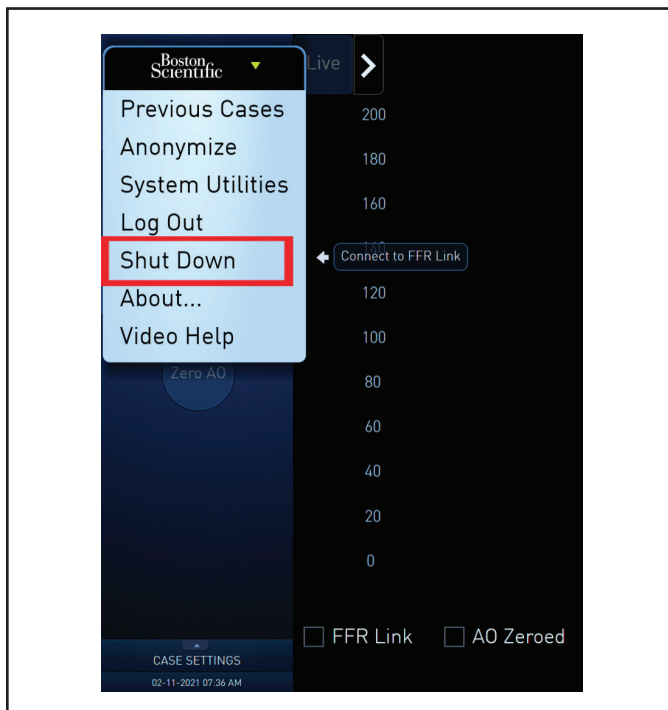 Boston
Scientific
Live
Previous Cases
Anonymize
System Utilities
Log Out
Shut Down
About...
Video Help
Zero AO
200
180
160
140
Connect to FFR Link
120
100
80
60
40
20
0
FFR Link
AO Zeroed
CASE SETTINGS
02-11-2021 07:36 AM